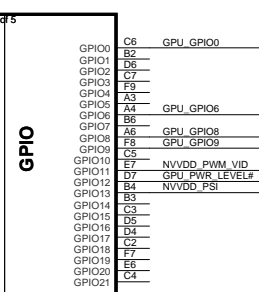 of 5
GPIO
GPIO0 C6 GPU_GPIO0
GPIO1 B2
GPIO2 D6
GPIO3 C7
GPIO4 F9
GPIO5 A3
GPIO6 A4 GPU_GPIO6
GPIO7 B6
GPIO8 A6 GPU_GPIO8
GPIO9 F8 GPU_GPIO9
GPIO10 C5
GPIO11 E7 NVVDD_PWM_VID
GPIO12 D7 GPU_PWR_LEVEL#
GPIO13 B4 NVVDD_PSI
GPIO14 B3
GPIO15 C3
GPIO16 D5
GPIO17 D4
GPIO18 C2
GPIO19 F7
GPIO20 E6
GPIO21 C4